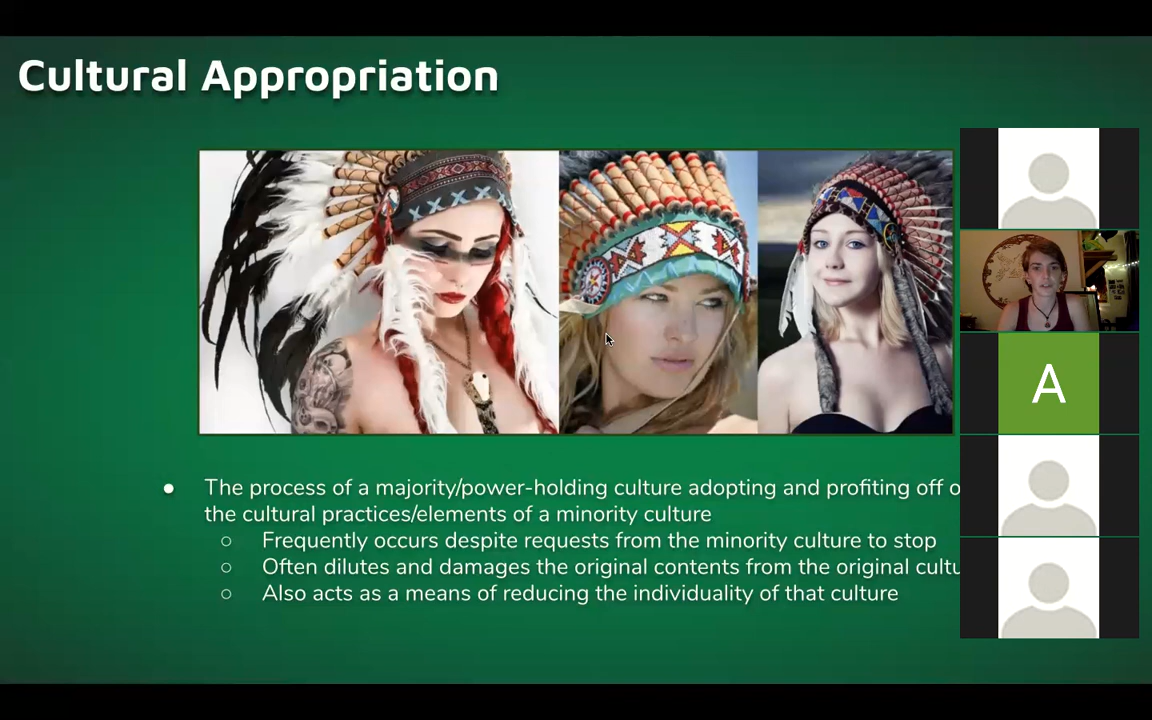 Cultural Appropriation
A
● The process of a majority/power-holding culture adopting and profiting off
the cultural practices/elements of a minority culture
○ Frequently occurs despite requests from the minority culture to stop
○ Often dilutes and damages the original contents from the original
○ Also acts as a means of reducing the individuality of that culture